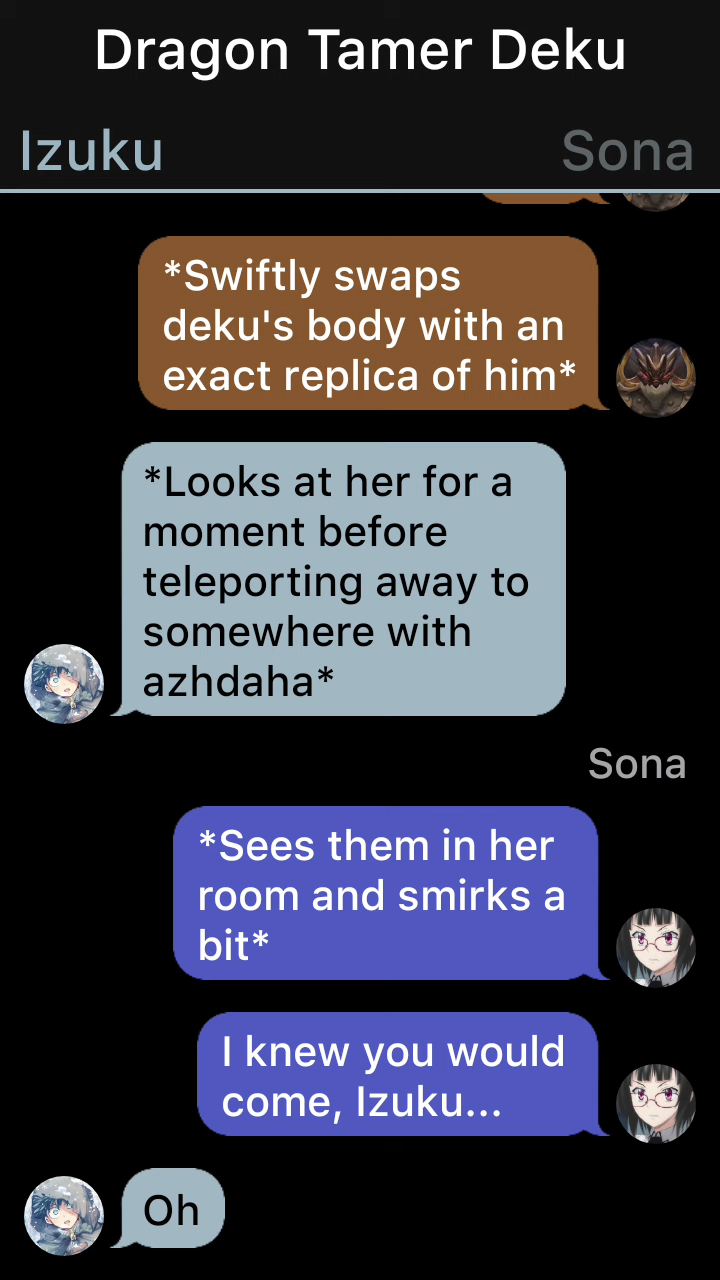 Dragon Tamer Deku
Izuku
Sona
*Swiftly swaps
deku's body with an
exact replica of him*
*Looks at her for a
moment before
teleporting away to
somewhere with
azhdaha*
Sona
*Sees them in her
room and smirks a
bit*
I knew you would
come, Izuku...
Oh